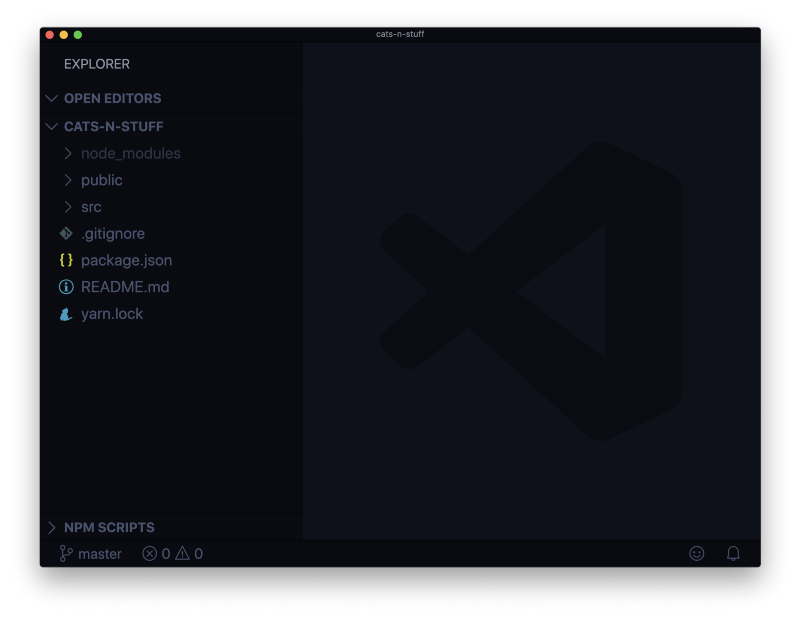 cats-n-stuff
EXPLORER
OPEN EDITORS
CATS-N-STUFF
node_modules
public
src
.gitignore
package.json
README.md
yarn.lock
NPM SCRIPTS
master 0 0